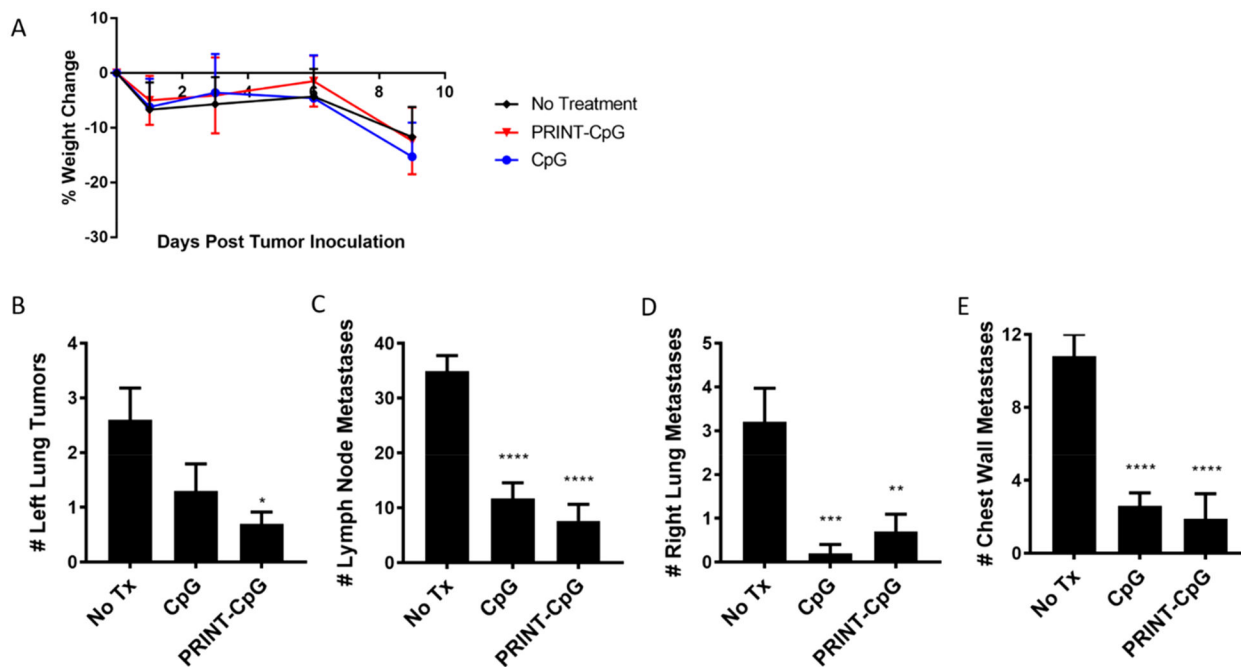 A
% Weight Change
10
0
-10
-20
-30
2
4
6
8
10
Days Post Tumor Inoculation
No Treatment
PRINT-CpG
CpG
B
# Left Lung Tumors
4
3
2
1
0
*
No Tx
CpG
PRINT-CpG
C
# Lymph Node Metastases
40
30
20
10
0
****
****
No Tx
CpG
PRINT-CpG
D
# Right Lung Metastases
5
4
3
2
1
0
***
**
No Tx
CpG
PRINT-CpG
E
# Chest Wall Metastases
12
9
6
3
0
****
****
No Tx
CpG
PRINT-CpG